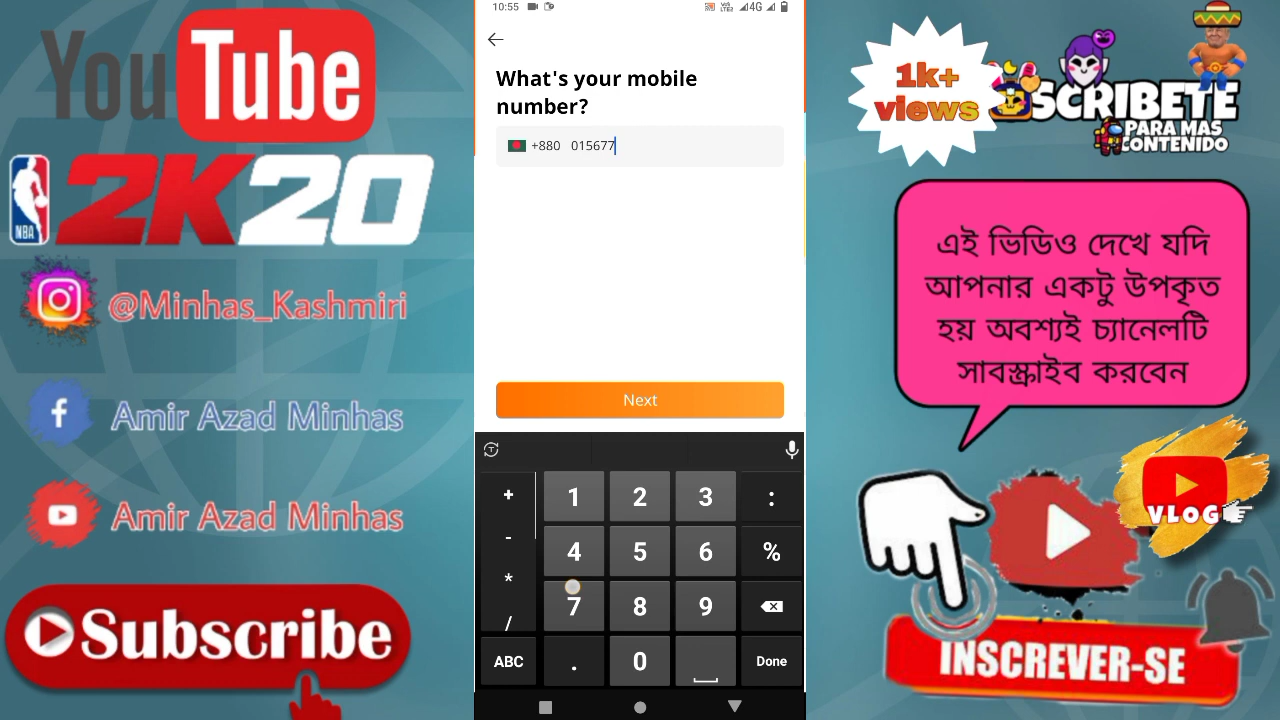 YouTube
NBA
2K20
@Minhas_Kashmiri
Amir Azad Minhas
Amir Azad Minhas
Subscribe
10:55
4G
What's your mobile
number?
+880 015677
Next
+ 1 2 3 :
- 4 5 6 %
* 7 8 9
/
ABC . 0 Done
1k+
views
SCRIBETE
PARA MAS
CONTENIDO
এই ভিডিও দেখে যদি
আপনার একটু উপকৃত
হয় অবশ্যই চ্যানেলটি
সাবস্ক্রাইব করবেন
VLOG
INSCREVER-SE